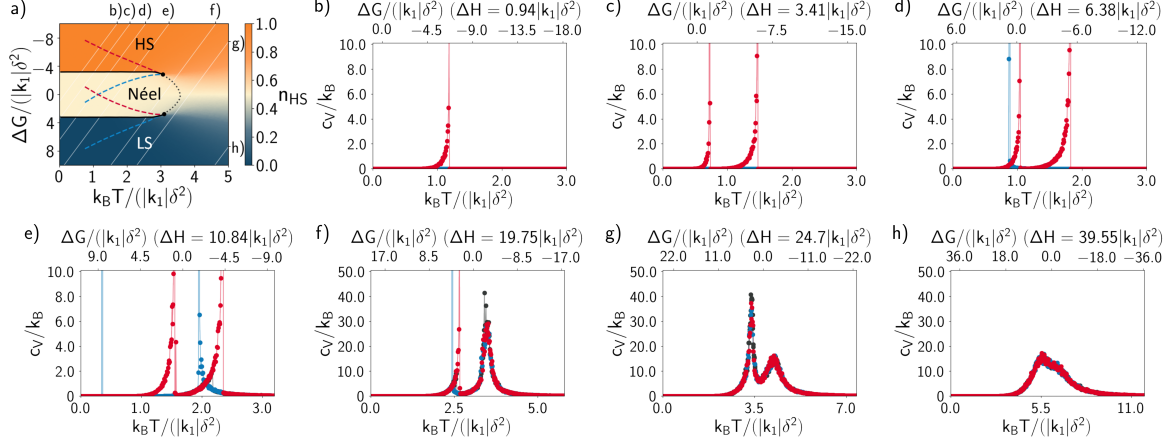 a)
b) c) d) e) f)
g)
h)
HS
Néel
LS
ΔG/(|k₁|δ²)
−8
−4
0
4
8
0 1 2 3 4 5
k_BT/(|k₁|δ²)
n_HS
1.0
0.8
0.6
0.4
0.2
0.0
b) ΔG/(|k₁|δ²) (ΔH = 0.94|k₁|δ²)
0.0 −4.5 −9.0 −13.5 −18.0
c_V/k_B
10.0
8.0
6.0
4.0
2.0
0.0
0.0 1.0 2.0 3.0
k_BT/(|k₁|δ²)
c) ΔG/(|k₁|δ²) (ΔH = 3.41|k₁|δ²)
0.0 −7.5 −15.0
c_V/k_B
10.0
8.0
6.0
4.0
2.0
0.0
0.0 1.0 2.0 3.0
k_BT/(|k₁|δ²)
d) ΔG/(|k₁|δ²) (ΔH = 6.38|k₁|δ²)
6.0 0.0 −6.0 −12.0
c_V/k_B
10.0
8.0
6.0
4.0
2.0
0.0
0.0 1.0 2.0 3.0
k_BT/(|k₁|δ²)
e) ΔG/(|k₁|δ²) (ΔH = 10.84|k₁|δ²)
9.0 4.5 0.0 −4.5 −9.0
c_V/k_B
10.0
8.0
6.0
4.0
2.0
0.0
0.0 1.0 2.0 3.0
k_BT/(|k₁|δ²)
f) ΔG/(|k₁|δ²) (ΔH = 19.75|k₁|δ²)
17.0 8.5 0.0 −8.5 −17.0
c_V/k_B
50.0
40.0
30.0
20.0
10.0
0.0
0.0 2.5 5.0
k_BT/(|k₁|δ²)
g) ΔG/(|k₁|δ²) (ΔH = 24.7|k₁|δ²)
22.0 11.0 0.0 −11.0 −22.0
c_V/k_B
50.0
40.0
30.0
20.0
10.0
0.0
0.0 3.5 7.0
k_BT/(|k₁|δ²)
h) ΔG/(|k₁|δ²) (ΔH = 39.55|k₁|δ²)
36.0 18.0 0.0 −18.0 −36.0
c_V/k_B
50.0
40.0
30.0
20.0
10.0
0.0
0.0 5.5 11.0
k_BT/(|k₁|δ²)